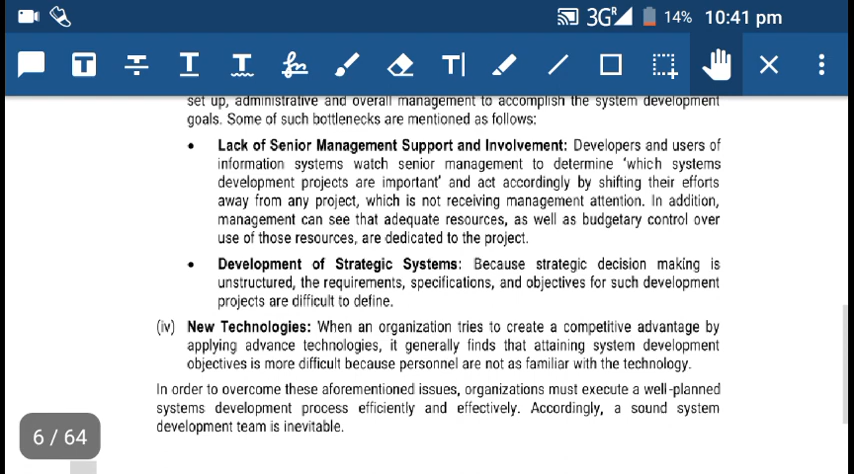 3G R 14% 10:41 pm
set up, administrative and overall management to accomplish the system development
goals. Some of such bottlenecks are mentioned as follows:
• Lack of Senior Management Support and Involvement: Developers and users of
information systems watch senior management to determine ‘which systems
development projects are important’ and act accordingly by shifting their efforts
away from any project, which is not receiving management attention. In addition,
management can see that adequate resources, as well as budgetary control over
use of those resources, are dedicated to the project.
• Development of Strategic Systems: Because strategic decision making is
unstructured, the requirements, specifications, and objectives for such development
projects are difficult to define.
(iv) New Technologies: When an organization tries to create a competitive advantage by
applying advance technologies, it generally finds that attaining system development
objectives is more difficult because personnel are not as familiar with the technology.
In order to overcome these aforementioned issues, organizations must execute a well-planned
systems development process efficiently and effectively. Accordingly, a sound system
development team is inevitable.
6 / 64